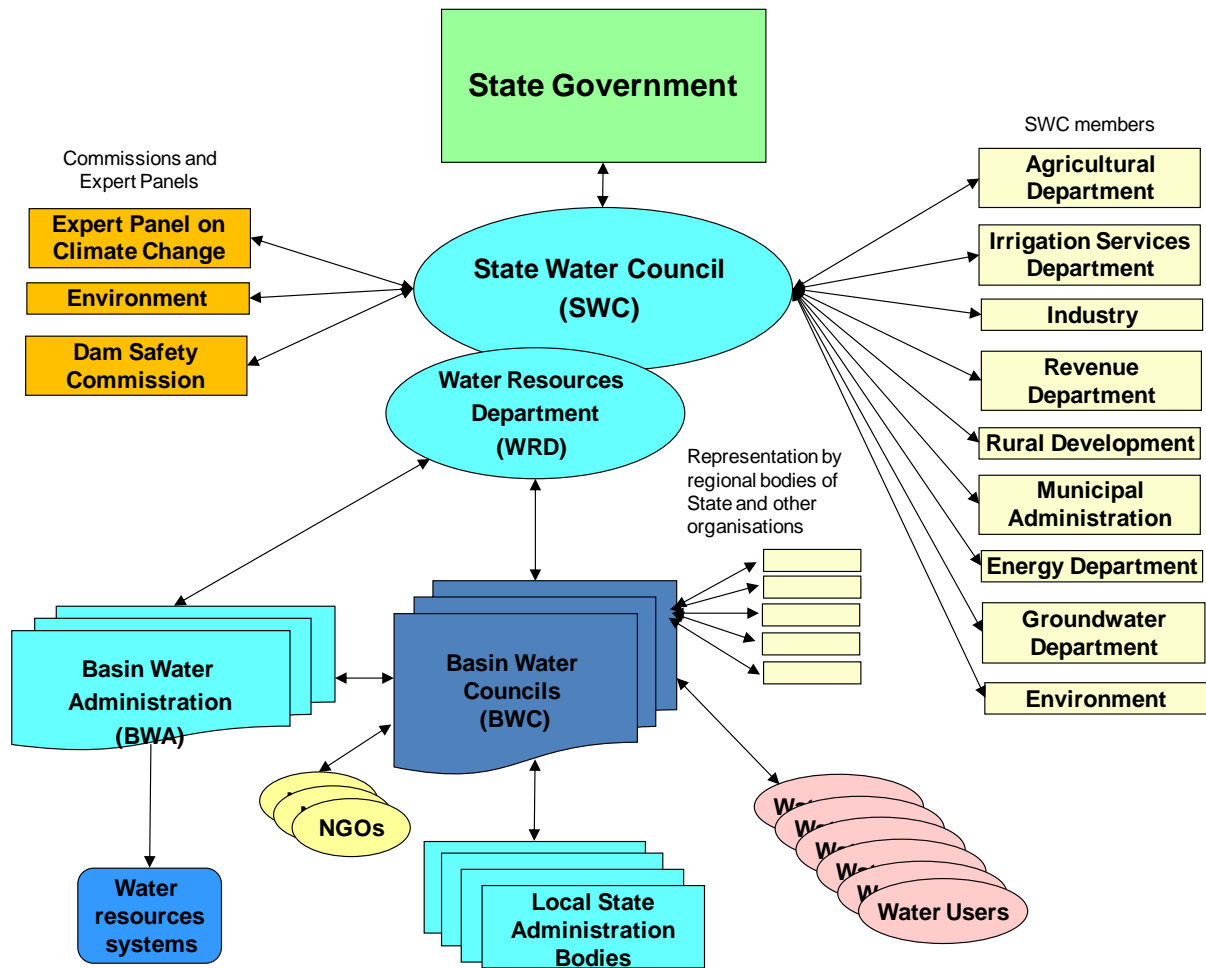 State Government
SWC members
Commissions and
Expert Panels
Agricultural
Department
Expert Panel on
Climate Change
Irrigation Services
Department
State Water Council
(SWC)
Environment
Industry
Dam Safety
Commission
Revenue
Department
Water Resources
Department
(WRD)
Rural Development
Representation by
regional bodies of
State and other
organisations
Municipal
Administration
Energy Department
Groundwater
Department
Basin Water
Administration
(BWA)
Basin Water
Councils
(BWC)
Environment
NGOs
Water
resources
systems
Local State
Administration
Bodies
Water Users